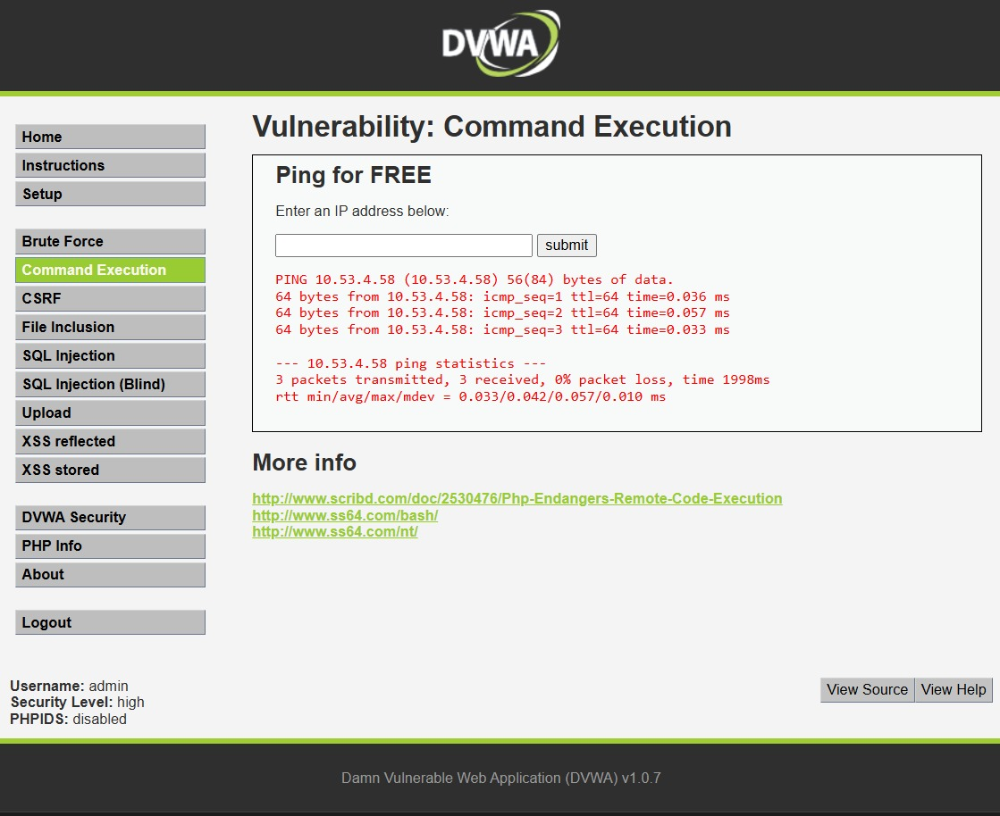 DVWA
Home
Instructions
Setup
Brute Force
Command Execution
CSRF
File Inclusion
SQL Injection
SQL Injection (Blind)
Upload
XSS reflected
XSS stored
DVWA Security
PHP Info
About
Logout
Vulnerability: Command Execution
Ping for FREE
Enter an IP address below:
submit
PING 10.53.4.58 (10.53.4.58) 56(84) bytes of data.
64 bytes from 10.53.4.58: icmp_seq=1 ttl=64 time=0.036 ms
64 bytes from 10.53.4.58: icmp_seq=2 ttl=64 time=0.057 ms
64 bytes from 10.53.4.58: icmp_seq=3 ttl=64 time=0.033 ms
--- 10.53.4.58 ping statistics ---
3 packets transmitted, 3 received, 0% packet loss, time 1998ms
rtt min/avg/max/mdev = 0.033/0.042/0.057/0.010 ms
More info
http://www.scribd.com/doc/2530476/Php-Endangers-Remote-Code-Execution
http://www.ss64.com/bash/
http://www.ss64.com/nt/
Username: admin
Security Level: high
PHPIDS: disabled
View Source
View Help
Damn Vulnerable Web Application (DVWA) v1.0.7